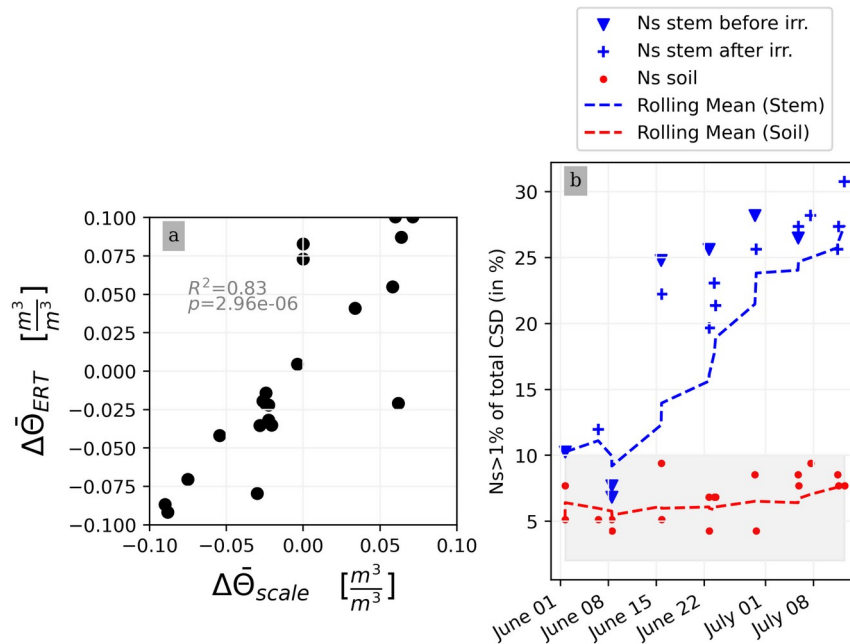 Ns stem before irr.
Ns stem after irr.
Ns soil
Rolling Mean (Stem)
Rolling Mean (Soil)
a
R²=0.83
p=2.96e-06
0.100
0.075
0.050
0.025
0.000
−0.025
−0.050
−0.075
−0.100
ΔΘ̄_ERT [m³/m³]
−0.10 −0.05 0.00 0.05 0.10
ΔΘ̄_scale [m³/m³]
b
30
25
20
15
10
5
Ns>1% of total CSD (in %)
June 01 June 08 June 15 June 22 July 01 July 08